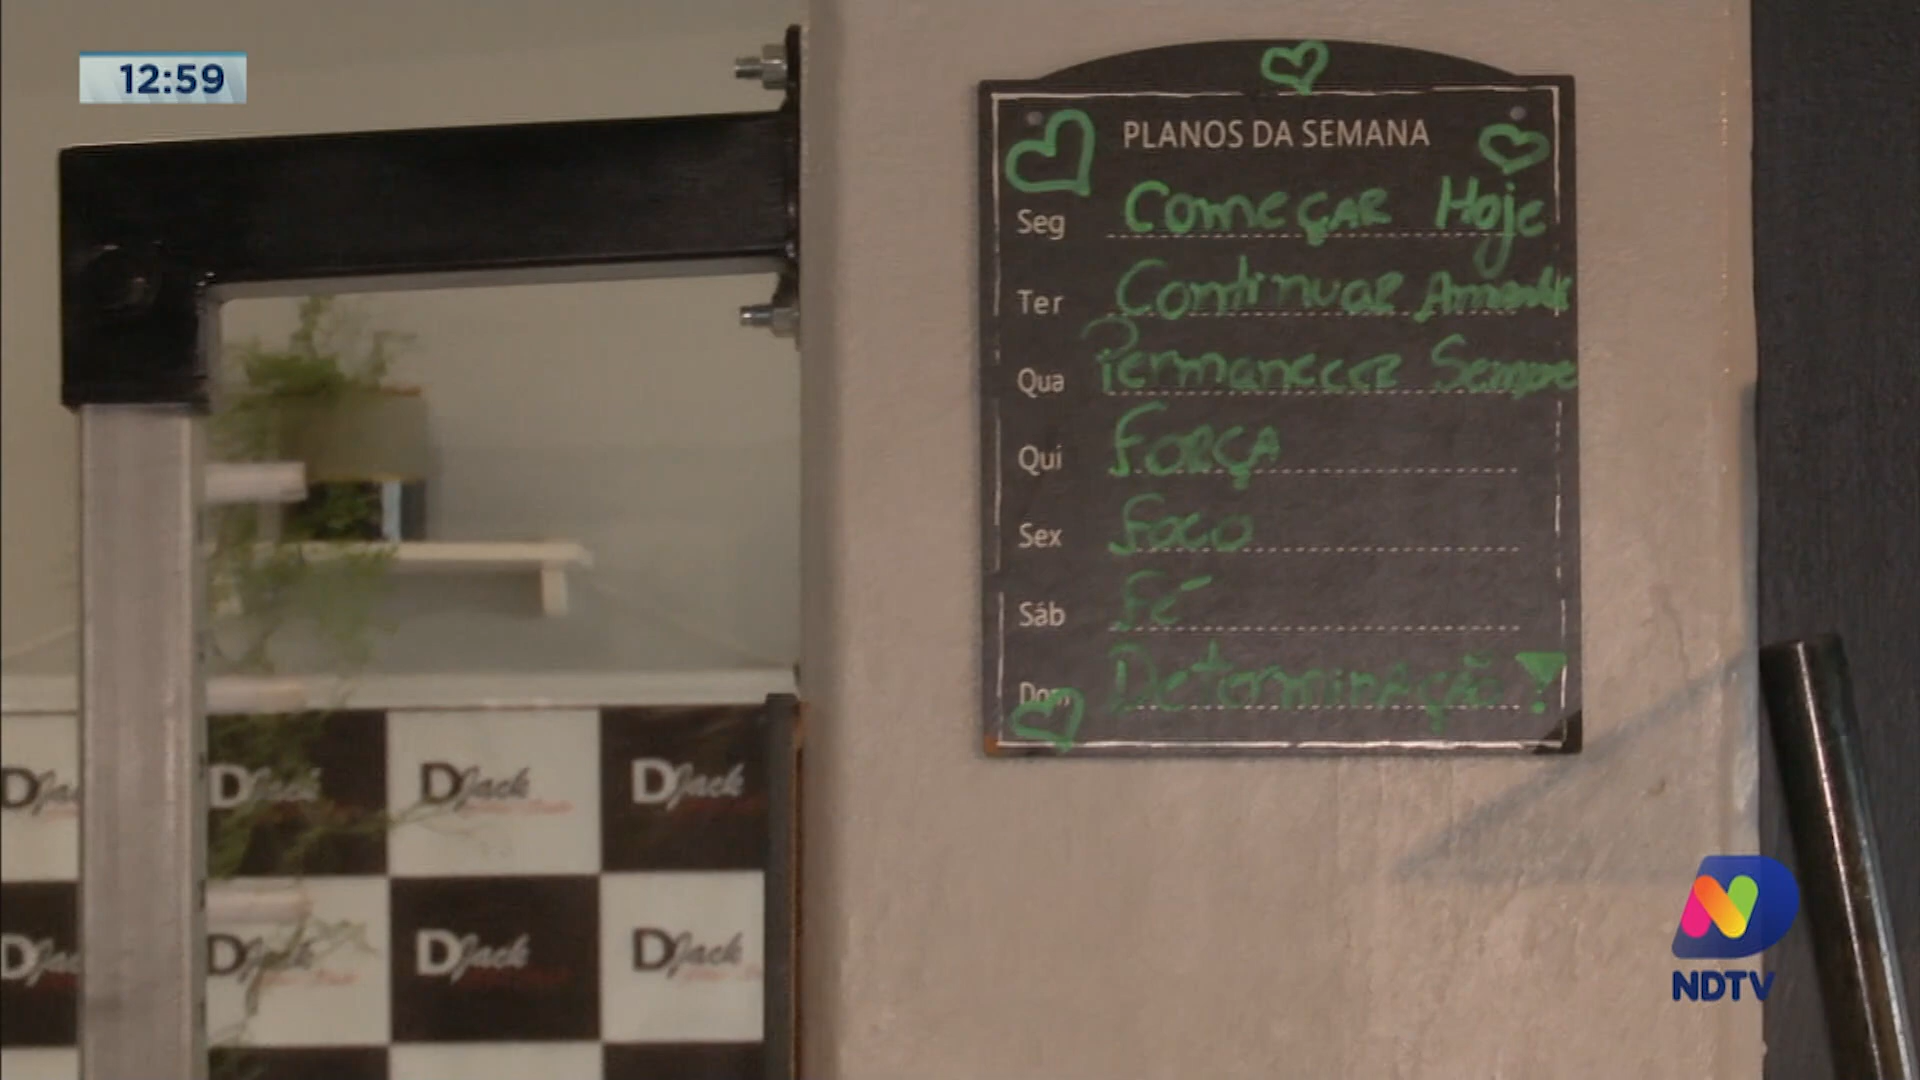 12:59
PLANOS DA SEMANA
Seg Começar Hoje
Ter Continuar Amanhã
Qua Permanecer Sempre
Qui Força
Sex Foco
Sáb Fé
Dom Determinação!
DJack DJack DJack DJack
DJack DJack DJack DJack
NDTV